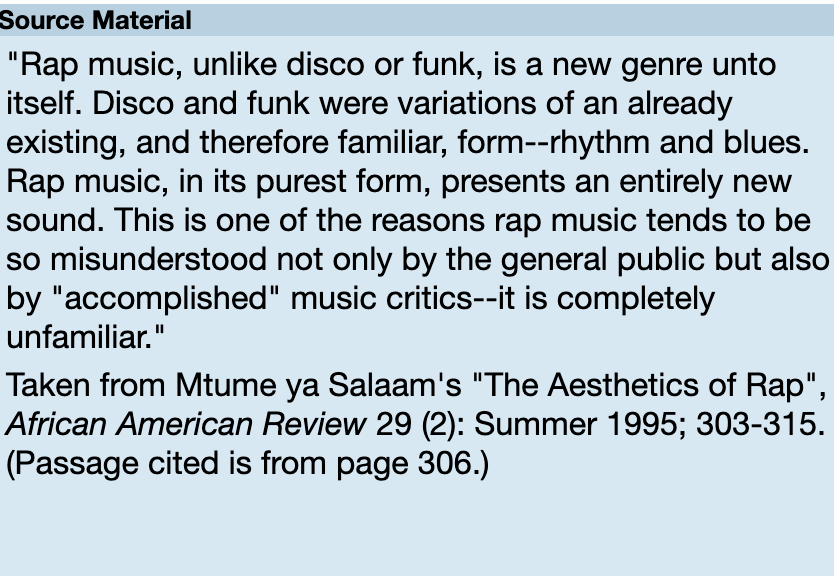 Source Material
"Rap music, unlike disco or funk, is a new genre unto
itself. Disco and funk were variations of an already
existing, and therefore familiar, form--rhythm and blues.
Rap music, in its purest form, presents an entirely new
sound. This is one of the reasons rap music tends to be
so misunderstood not only by the general public but also
by "accomplished" music critics--it is completely
unfamiliar."
Taken from Mtume ya Salaam's "The Aesthetics of Rap",
African American Review 29 (2): Summer 1995; 303-315.
(Passage cited is from page 306.)